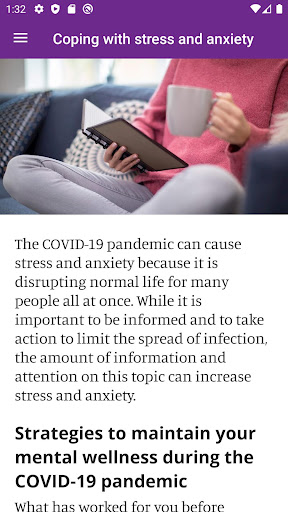 1:32
Coping with stress and anxiety
The COVID-19 pandemic can cause
stress and anxiety because it is
disrupting normal life for many
people all at once. While it is
important to be informed and to take
action to limit the spread of infection,
the amount of information and
attention on this topic can increase
stress and anxiety.
Strategies to maintain your
mental wellness during the
COVID-19 pandemic
What has worked for you before